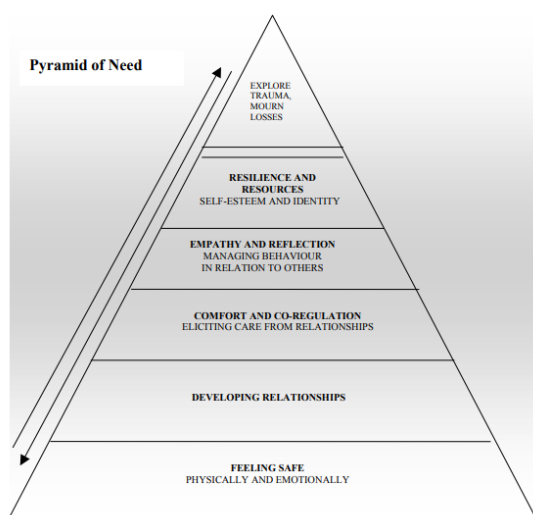 Pyramid of Need
EXPLORE
TRAUMA,
MOURN
LOSSES
RESILIENCE AND
RESOURCES
SELF-ESTEEM AND IDENTITY
EMPATHY AND REFLECTION
MANAGING BEHAVIOUR
IN RELATION TO OTHERS
COMFORT AND CO-REGULATION
ELICITING CARE FROM RELATIONSHIPS
DEVELOPING RELATIONSHIPS
FEELING SAFE
PHYSICALLY AND EMOTIONALLY